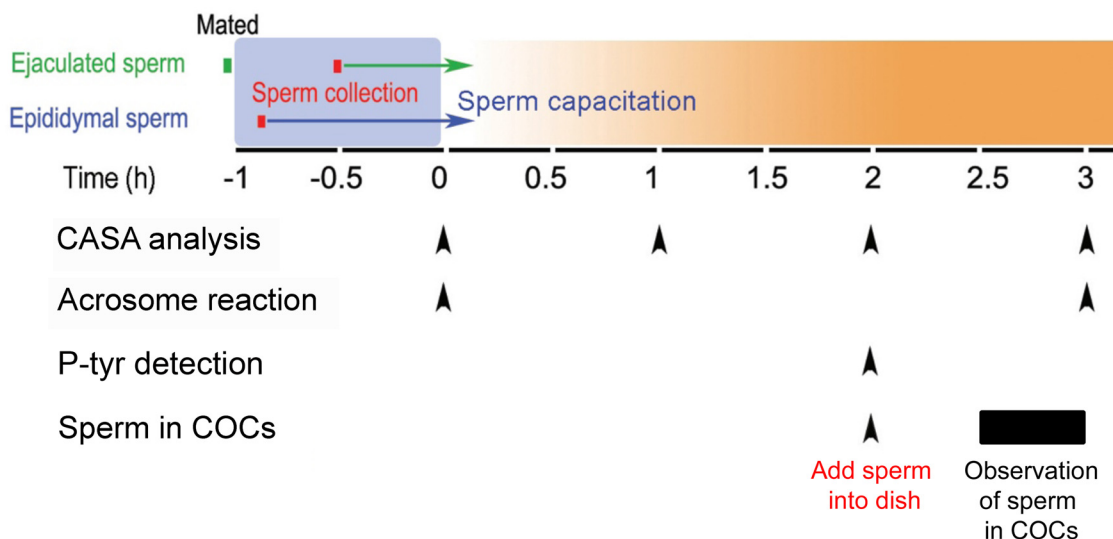 Mated
Ejaculated sperm
Sperm collection
Sperm capacitation
Epididymal sperm
Time (h) -1 -0.5 0 0.5 1 1.5 2 2.5 3
CASA analysis
Acrosome reaction
P-tyr detection
Sperm in COCs
Add sperm
into dish
Observation
of sperm
in COCs